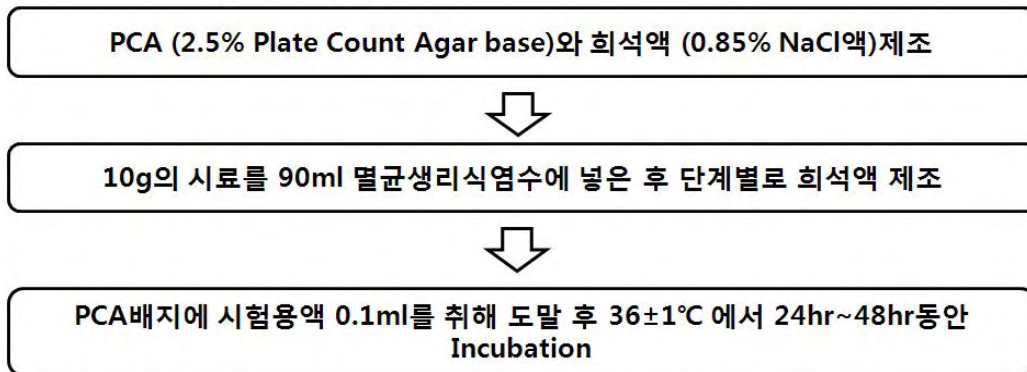 PCA (2.5% Plate Count Agar base)와 희석액 (0.85% NaCl액)제조
10g의 시료를 90ml 멸균생리식염수에 넣은 후 단계별로 희석액 제조
PCA배지에 시험용액 0.1ml를 취해 도말 후 36±1℃ 에서 24hr~48hr동안
Incubation